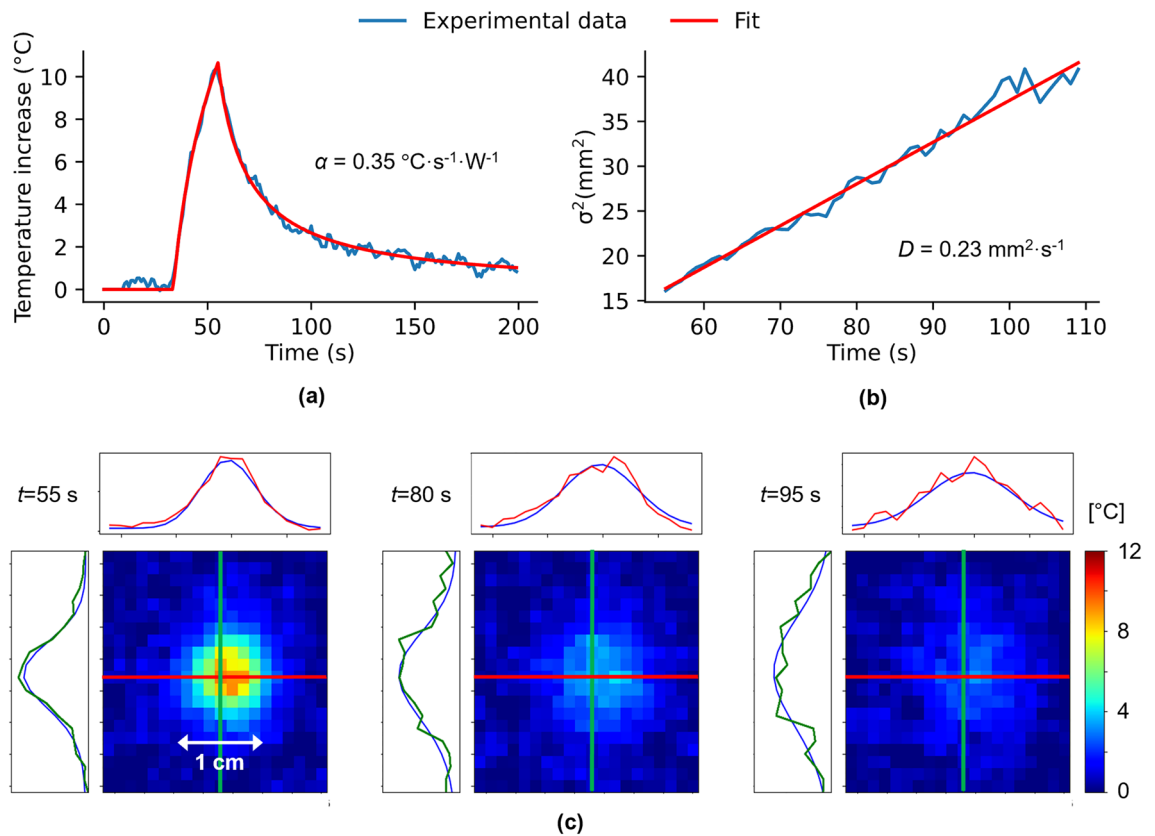 Experimental data Fit
Temperature increase (°C)
10
8
6
4
2
0
α = 0.35 °C·s⁻¹·W⁻¹
0 50 100 150 200
Time (s)
(a)
σ²(mm²)
40
35
30
25
20
15
D = 0.23 mm²·s⁻¹
60 70 80 90 100 110
Time (s)
(b)
t=55 s
t=80 s
t=95 s
[°C]
12
8
4
0
1 cm
(c)